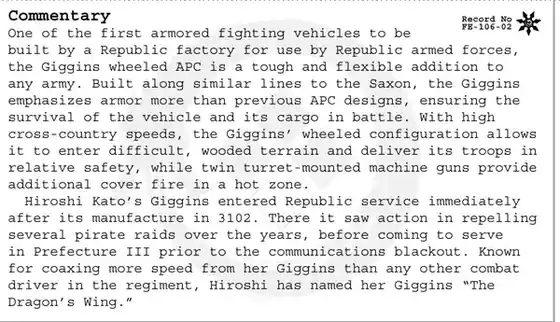 Commentary
Record No
FE-106-02
One of the first armored fighting vehicles to be
built by a Republic factory for use by Republic armed forces,
the Giggins wheeled APC is a tough and flexible addition to
any army. Built along similar lines to the Saxon, the Giggins
emphasizes armor more than previous APC designs, ensuring the
survival of the vehicle and its cargo in battle. With high
cross-country speeds, the Giggins’ wheeled configuration allows
it to enter difficult, wooded terrain and deliver its troops in
relative safety, while twin turret-mounted machine guns provide
additional cover fire in a hot zone.
Hiroshi Kato’s Giggins entered Republic service immediately
after its manufacture in 3102. There it saw action in repelling
several pirate raids over the years, before coming to serve
in Prefecture III prior to the communications blackout. Known
for coaxing more speed from her Giggins than any other combat
driver in the regiment, Hiroshi has named her Giggins “The
Dragon’s Wing.”